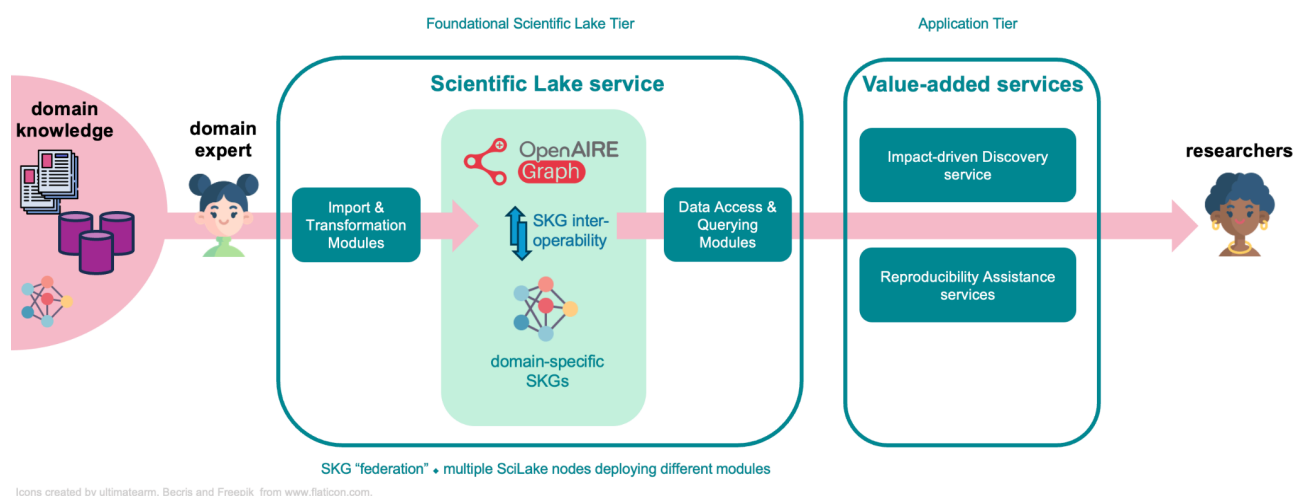 Foundational Scientific Lake Tier
Application Tier
Scientific Lake service
Value-added services
domain
knowledge
domain
expert
OpenAIRE
Graph
Import &
Transformation
Modules
SKG inter-
operability
Data Access &
Querying
Modules
domain-specific
SKGs
Impact-driven Discovery
service
Reproducibility Assistance
services
researchers
SKG “federation” ⬥ multiple SciLake nodes deploying different modules
Icons created by ultimatearm, Becris and Freepik from www.flaticon.com.